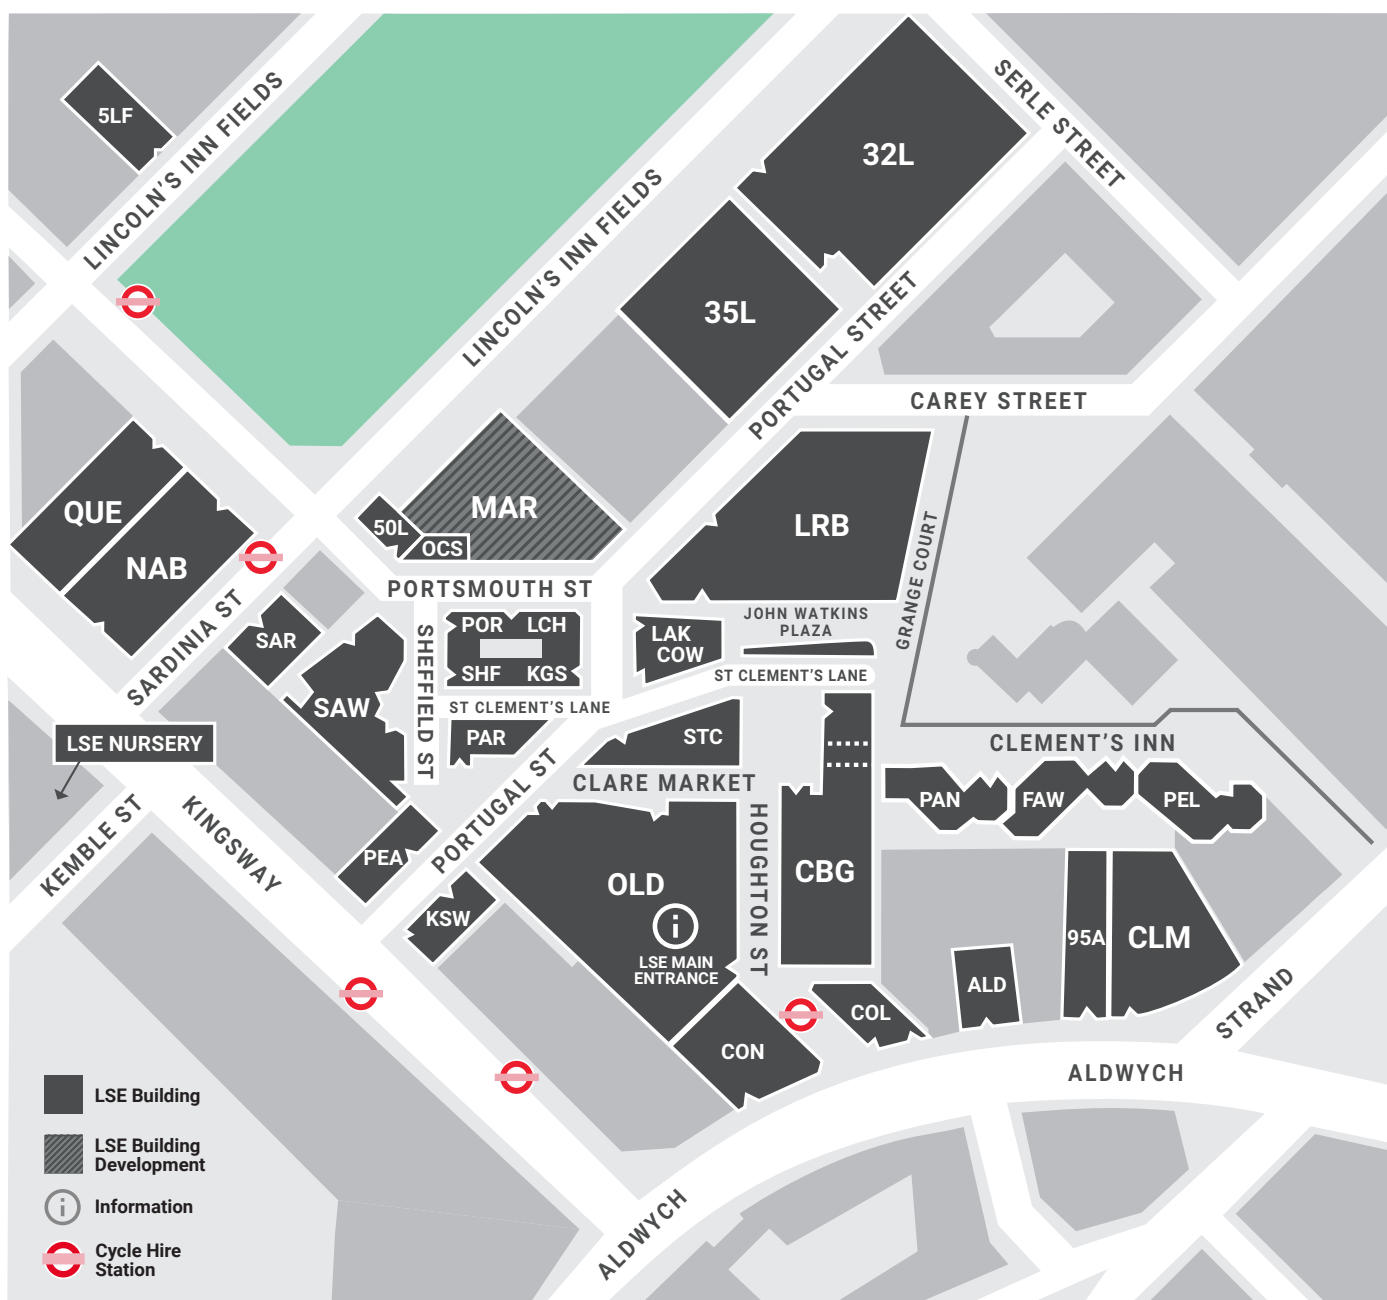 5LF
LINCOLN'S INN FIELDS
LINCOLN'S INN FIELDS
32L
SERLE STREET
35L
PORTUGAL STREET
CAREY STREET
QUE
NAB
MAR
50L
OCS
LRB
GRANGE COURT
PORTSMOUTH ST
SARDINIA ST
SAR
SAW
SHEFFIELD ST
POR
LCH
SHF
KGS
LAK
COW
JOHN WATKINS
PLAZA
ST CLEMENT'S LANE
ST CLEMENT'S LANE
PAR
STC
CLARE MARKET
LSE NURSERY
KEMBLE ST
KINGSWAY
PEA
PORTUGAL ST
KSW
OLD
LSE MAIN
ENTRANCE
HOUGHTON ST
CBG
CLEMENT'S INN
PAN
FAW
PEL
95A
CLM
ALD
COL
CON
STRAND
ALDWYCH
ALDWYCH
LSE Building
LSE Building
Development
Information
Cycle Hire
Station